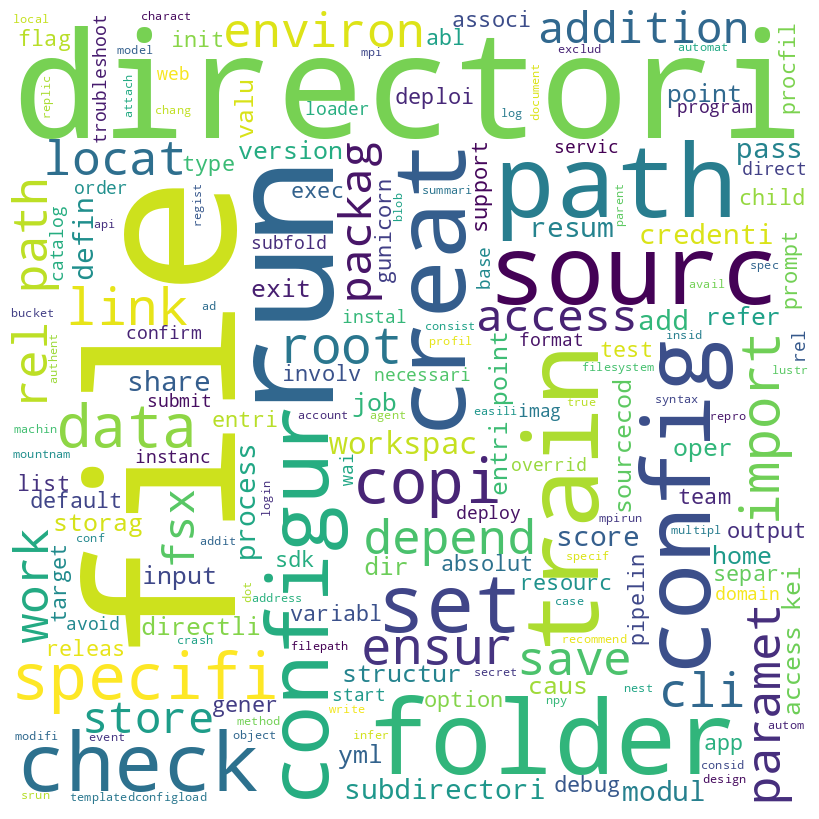 local
charact
flag
init
environ
associ
abl
addition
exclud
automat
procfil
model
mpi
troubleshoot
web
replic
attach
chang
valu
loader
deploi
log
document
point
program
directori
locat
type
version
packag
exec
summari
support
servic
path
pass
direct
child
order
catalog
defin
api
regist
file
run
subfold
gunicorn
blob
creat
base
resum
parent
credenti
spec
prompt
rel path
bucket
link
ad
exit
instal
consist
sourc
access
add
avail
refer
authent
confirm
root
necessari
profil
format
test
insid
rel
lustr
share
involv
entri point
filesystem
syntax
import
submit
data
entri
job
account
agent
easili
imag
true
config
repro
machin
mountnam
instanc
configur
wai
workspac
overrid
train
sourcecod
oper
list
default
storag
fsx
process
login
copi
deploy
mpirun
team
multipl
output
work
target
conf
addit
input
sdk
dir
depend
absolut
score
specif
resourc
case
pipelin
separ
home
domain
access kei
avoid
directli
dot
address
variabl
set
releas
crash
filepath
ensur
structur
secret
recommend
save
caus
nest
cli
paramet
specifi
store
gener
start
option
method
write
npy
modifi
event
object
yml
infer
folder
app
autom
consid
design
check
srun
templatedconfigload
subdirectori
debug
modul